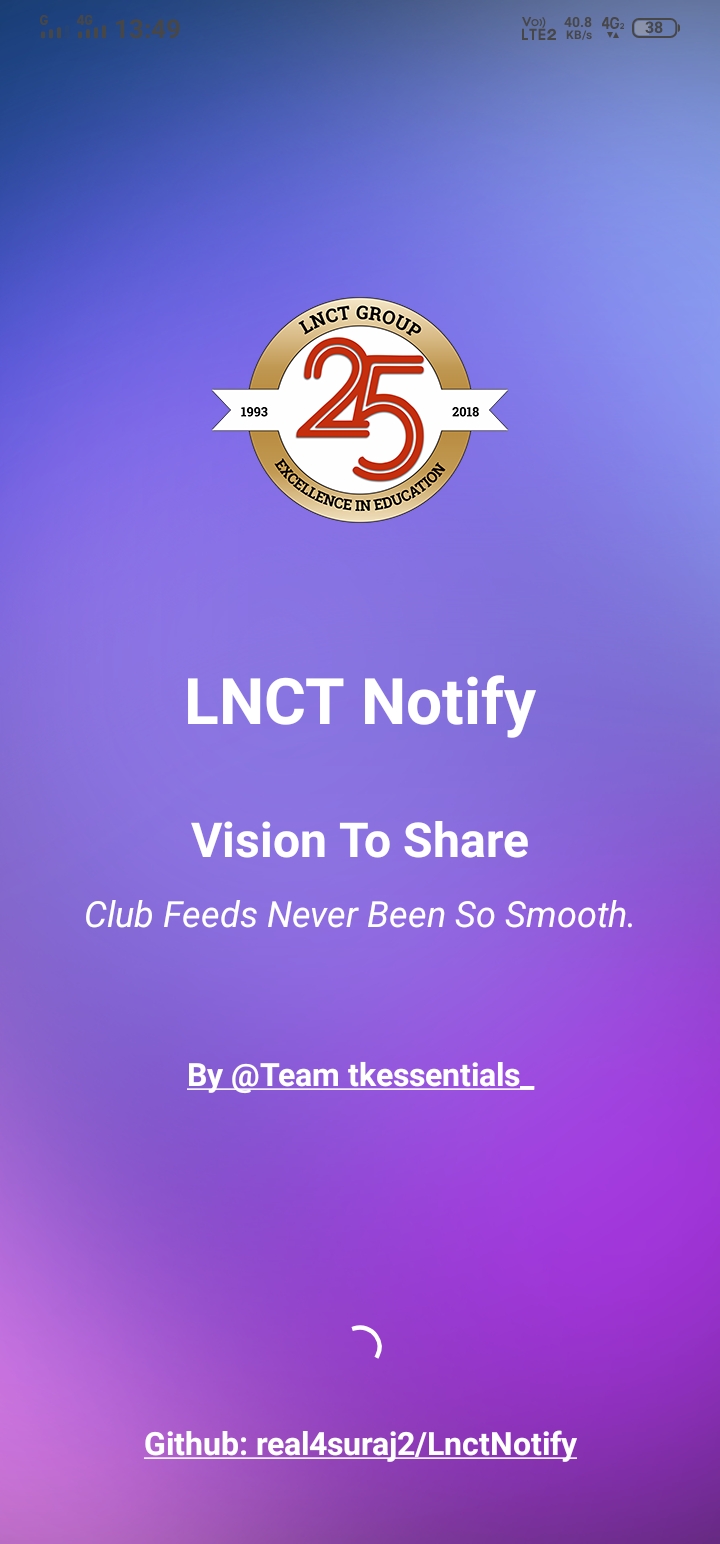 G 4G 13:49 Vo)) LTE2 40.8 KB/s 4G2 38
LNCT GROUP
25
1993 2018
EXCELLENCE IN EDUCATION
LNCT Notify
Vision To Share
Club Feeds Never Been So Smooth.
By @Team tkessentials_
Github: real4suraj2/LnctNotify